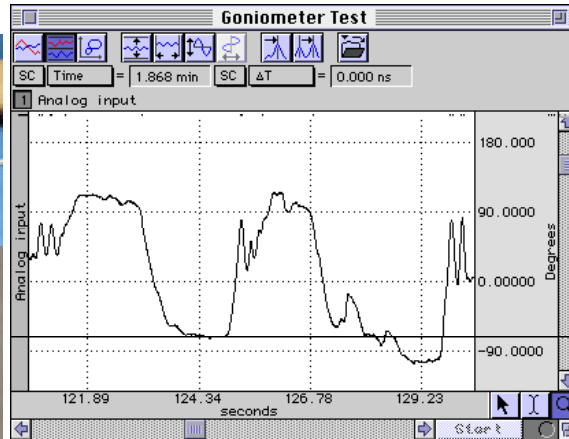 Goniometer Test
SC Time = 1.868 min SC ΔT = 0.000 ns
1 Analog input
Analog input
180.000
90.0000
0.00000
-90.0000
Degrees
121.89 124.34 126.78 129.23
seconds
Start